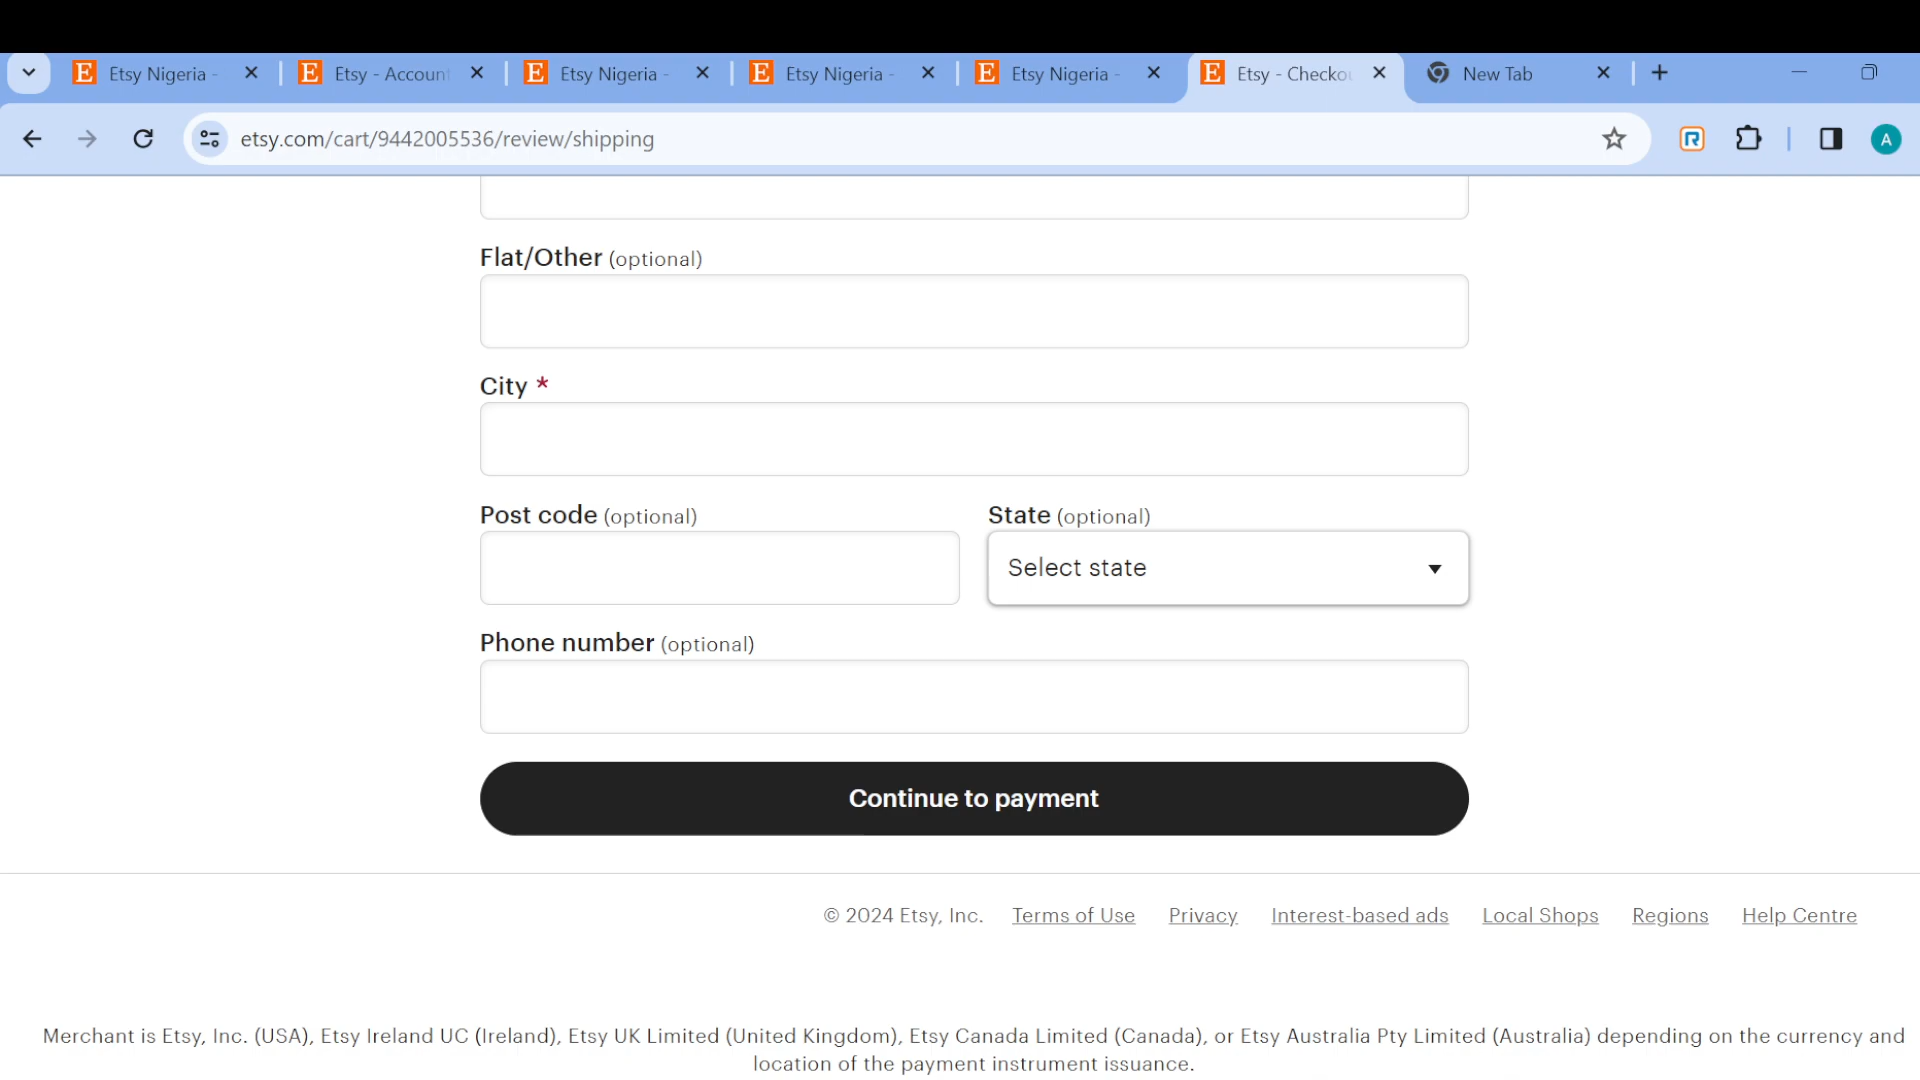 E Etsy Nigeria - E Etsy - Accoun E Etsy Nigeria - E Etsy Nigeria - E Etsy Nigeria - E Etsy - Checkou New Tab
etsy.com/cart/9442005536/review/shipping R A
Flat/Other (optional)
City *
Post code (optional) State (optional)
Select state
Phone number (optional)
Continue to payment
© 2024 Etsy, Inc. Terms of Use Privacy Interest-based ads Local Shops Regions Help Centre
Merchant is Etsy, Inc. (USA), Etsy Ireland UC (Ireland), Etsy UK Limited (United Kingdom), Etsy Canada Limited (Canada), or Etsy Australia Pty Limited (Australia) depending on the currency and
location of the payment instrument issuance.